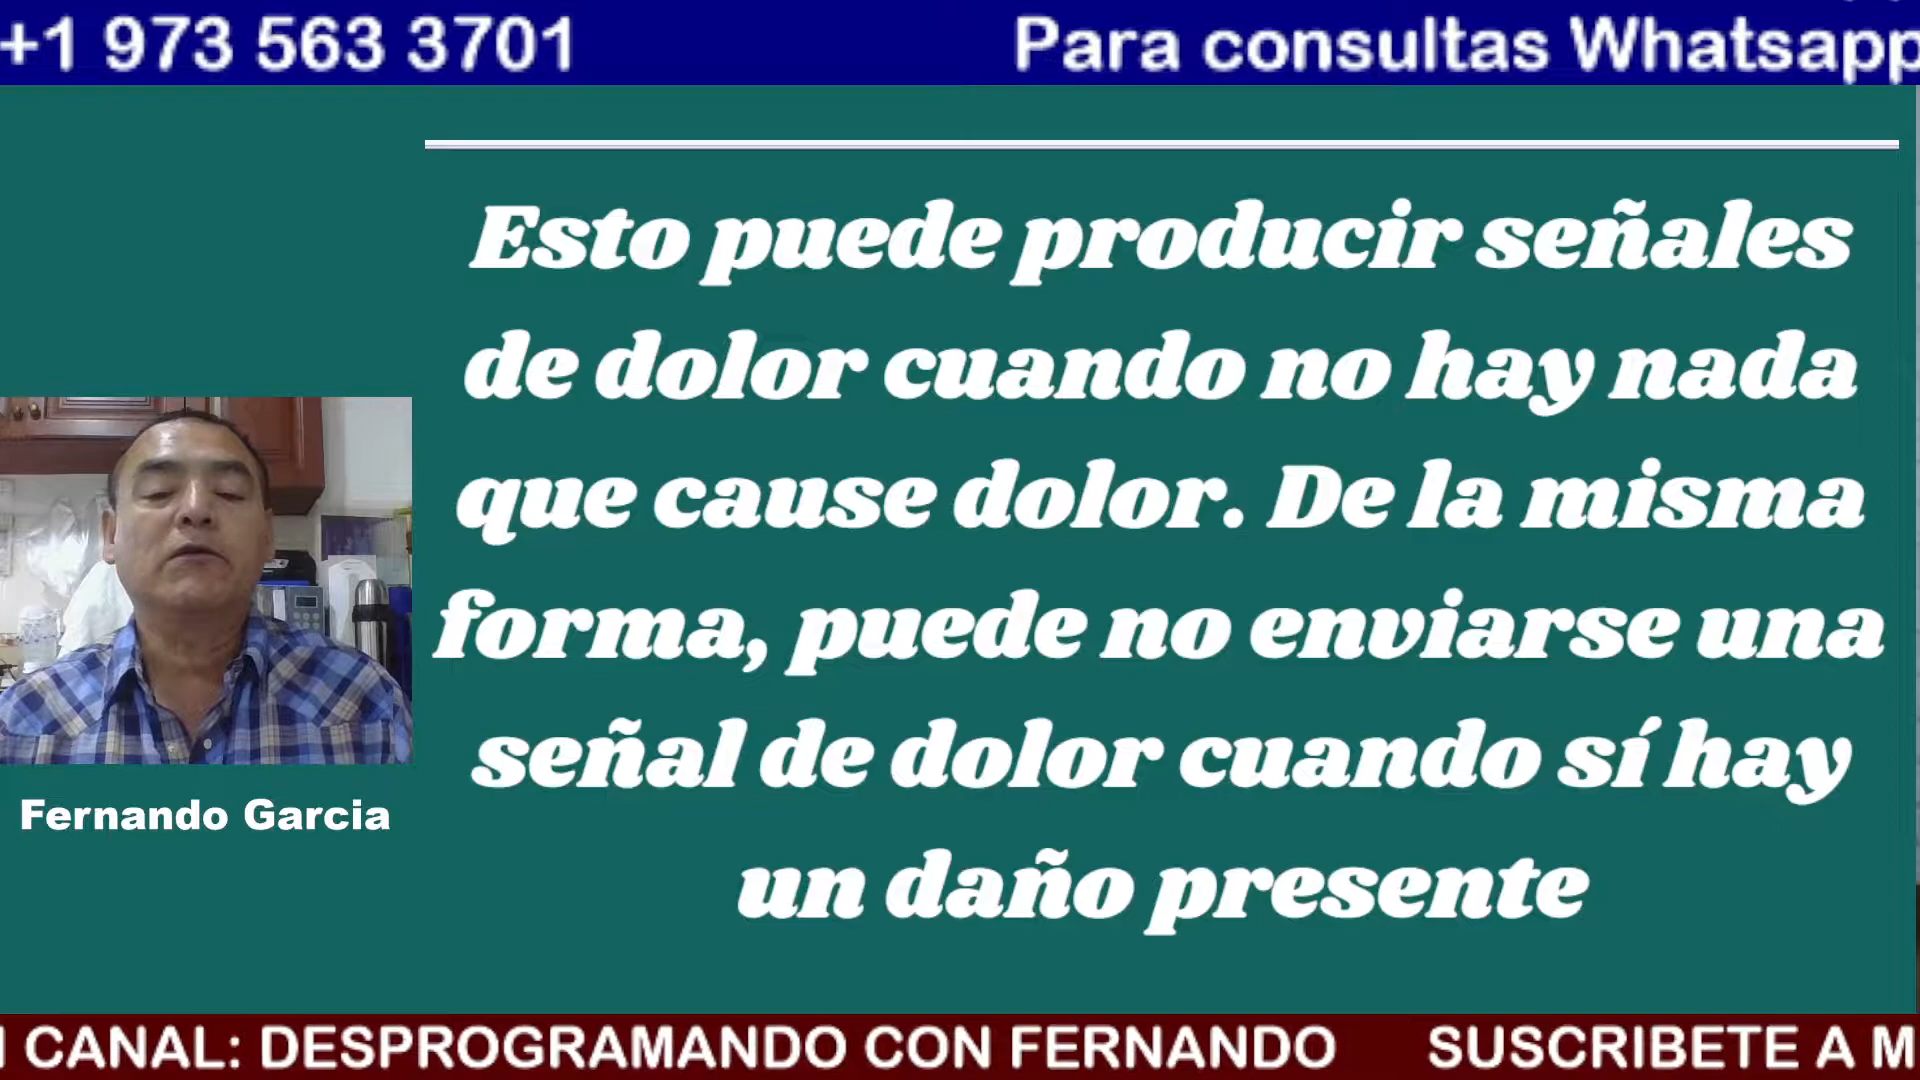 +1 973 563 3701 Para consultas Whatsapp
Esto puede producir señales
de dolor cuando no hay nada
que cause dolor. De la misma
forma, puede no enviarse una
señal de dolor cuando sí hay
un daño presente
Fernando Garcia
CANAL: DESPROGRAMANDO CON FERNANDO SUSCRIBETE A M